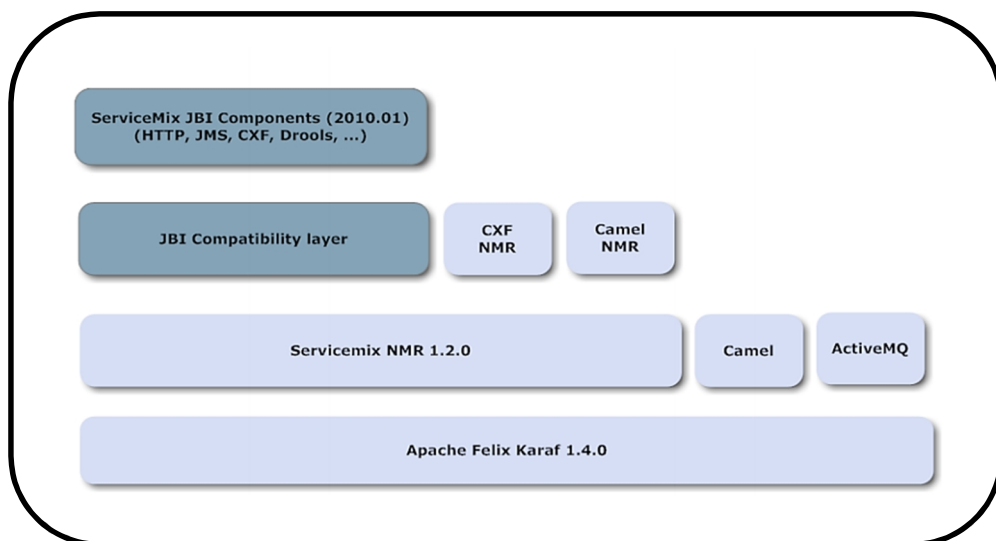 ServiceMix JBI Components (2010.01)
(HTTP, JMS, CXF, Drools, ...)
JBI Compatibility layer
CXF
NMR
Camel
NMR
Servicemix NMR 1.2.0
Camel
ActiveMQ
Apache Felix Karaf 1.4.0